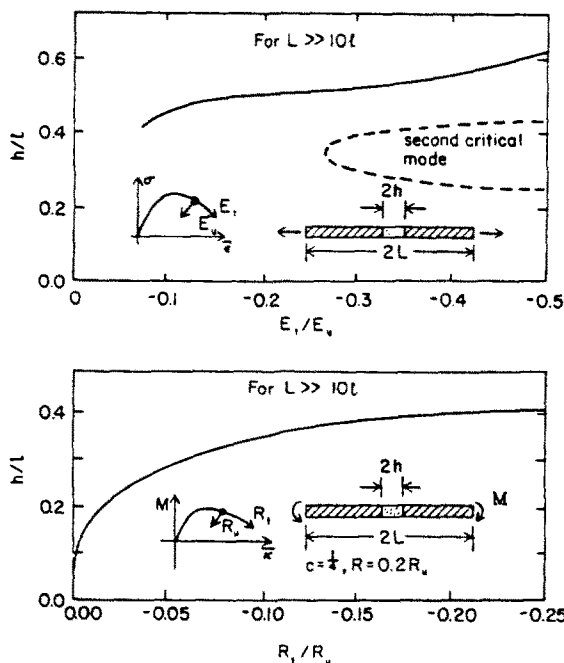 For L >> 10l
0.6
0.4
0.2
0.0
h/l
second critical
mode
σ
E_t
E_u
ε̅
2h
2L
0
-0.1
-0.2
-0.3
-0.4
-0.5
E_t/E_u
For L >> 10l
0.4
0.2
0.0
h/l
M
R_t
R_u
κ̅
2h
M
2L
c=1/4, R=0.2R_u
0.00
-0.05
-0.10
-0.15
-0.20
-0.25
R_t/R_u